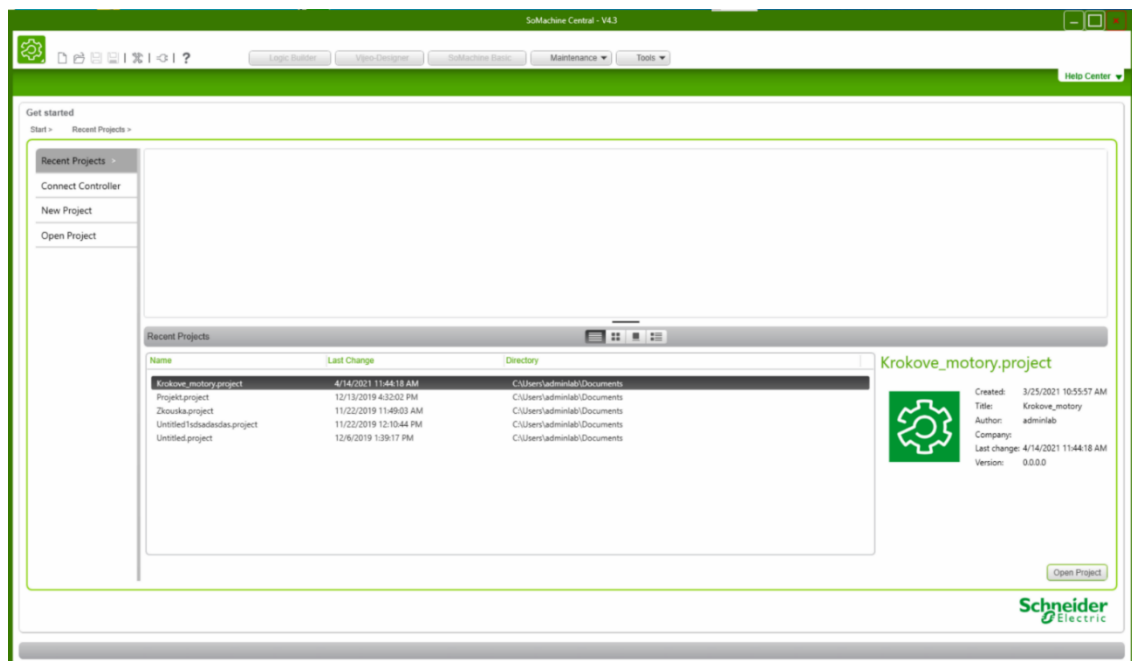 SoMachine Central - V4.3
Logic Builder Vijeo-Designer SoMachine Basic Maintenance Tools
Help Center
Get started
Start > Recent Projects >
Recent Projects >
Connect Controller
New Project
Open Project
Recent Projects
Name Last Change Directory
Krokove_motory.project 4/14/2021 11:44:18 AM C:\Users\adminlab\Documents
Projekt.project 12/13/2019 4:32:02 PM C:\Users\adminlab\Documents
Zkouska.project 11/22/2019 11:49:03 AM C:\Users\adminlab\Documents
Untitled1sdsadasdas.project 11/22/2019 12:10:44 PM C:\Users\adminlab\Documents
Untitled.project 12/6/2019 1:39:17 PM C:\Users\adminlab\Documents
Krokove_motory.project
Created: 3/25/2021 10:55:57 AM
Title: Krokove_motory
Author: adminlab
Company:
Last change: 4/14/2021 11:44:18 AM
Version: 0.0.0.0
Open Project
Schneider
Electric